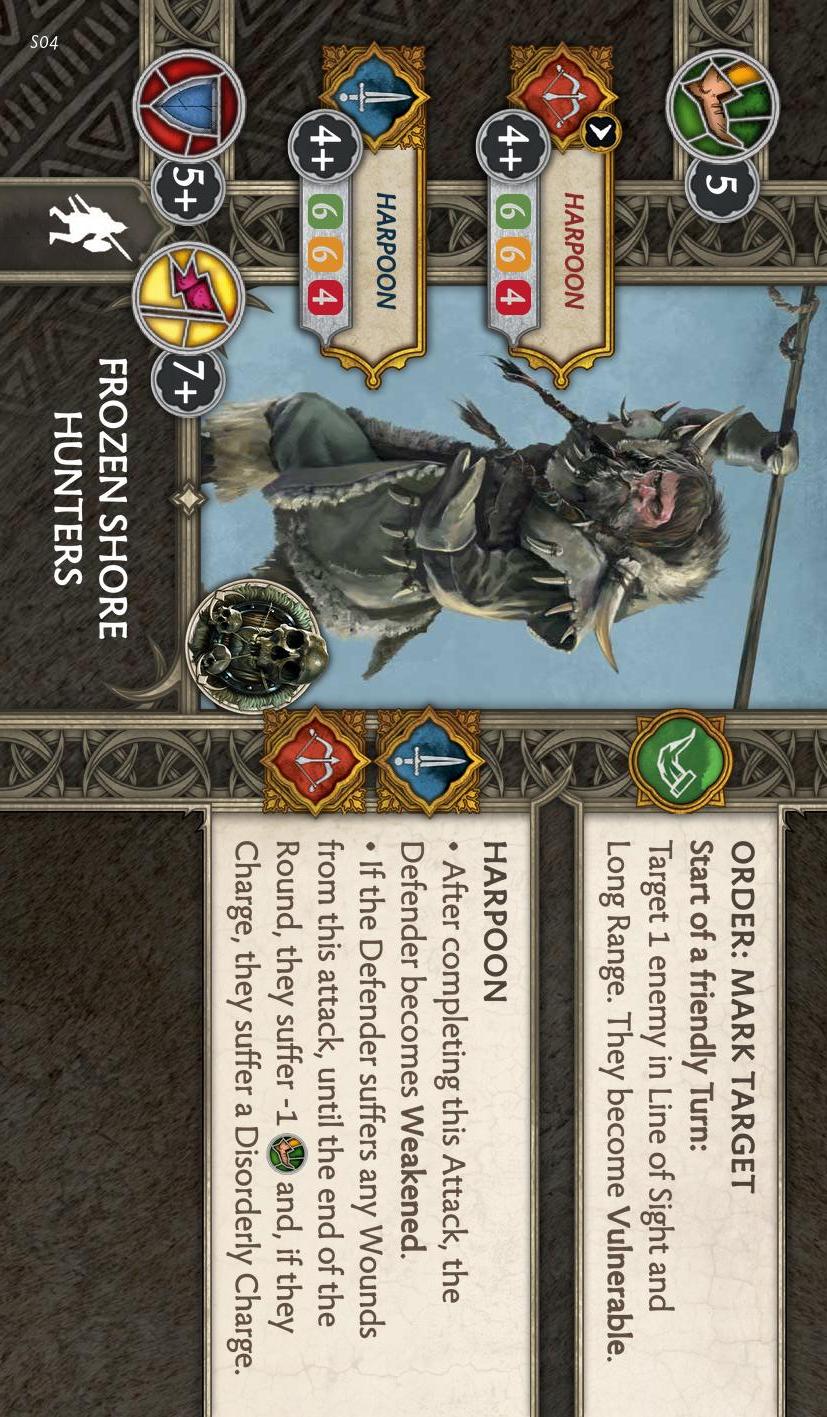 5
HARPOON
4+
6 6 4
HARPOON
4+
6 6 4
5+
7+
FROZEN SHORE
HUNTERS
ORDER: MARK TARGET
Start of a friendly Turn:
Target 1 enemy in Line of Sight and
Long Range. They become Vulnerable.
HARPOON
• After completing this Attack, the
Defender becomes Weakened.
• If the Defender suffers any Wounds
from this attack, until the end of the
Round, they suffer -1 and, if they
Charge, they suffer a Disorderly Charge.
S04